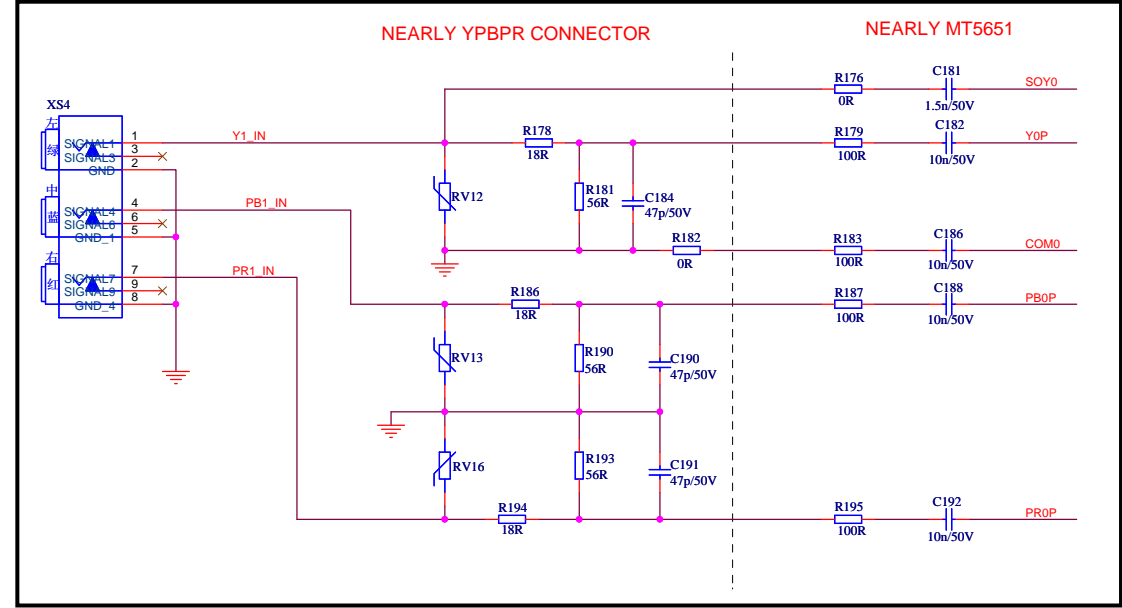 NEARLY YPBPR CONNECTOR
NEARLY MT5651
XS4
左
绿
SIGNAL1
SIGNAL3
GND
1
3
2
中
蓝
SIGNAL4
SIGNAL6
GND_1
4
6
5
右
红
SIGNAL7
SIGNAL9
GND_4
7
9
8
Y1_IN
PB1_IN
PR1_IN
R176
0R
C181
1.5n/50V
SOY0
R178
18R
R179
100R
C182
10n/50V
Y0P
RV12
R181
56R
C184
47p/50V
R182
0R
R183
100R
C186
10n/50V
COM0
R186
18R
R187
100R
C188
10n/50V
PB0P
RV13
R190
56R
C190
47p/50V
RV16
R193
56R
C191
47p/50V
R194
18R
R195
100R
C192
10n/50V
PR0P